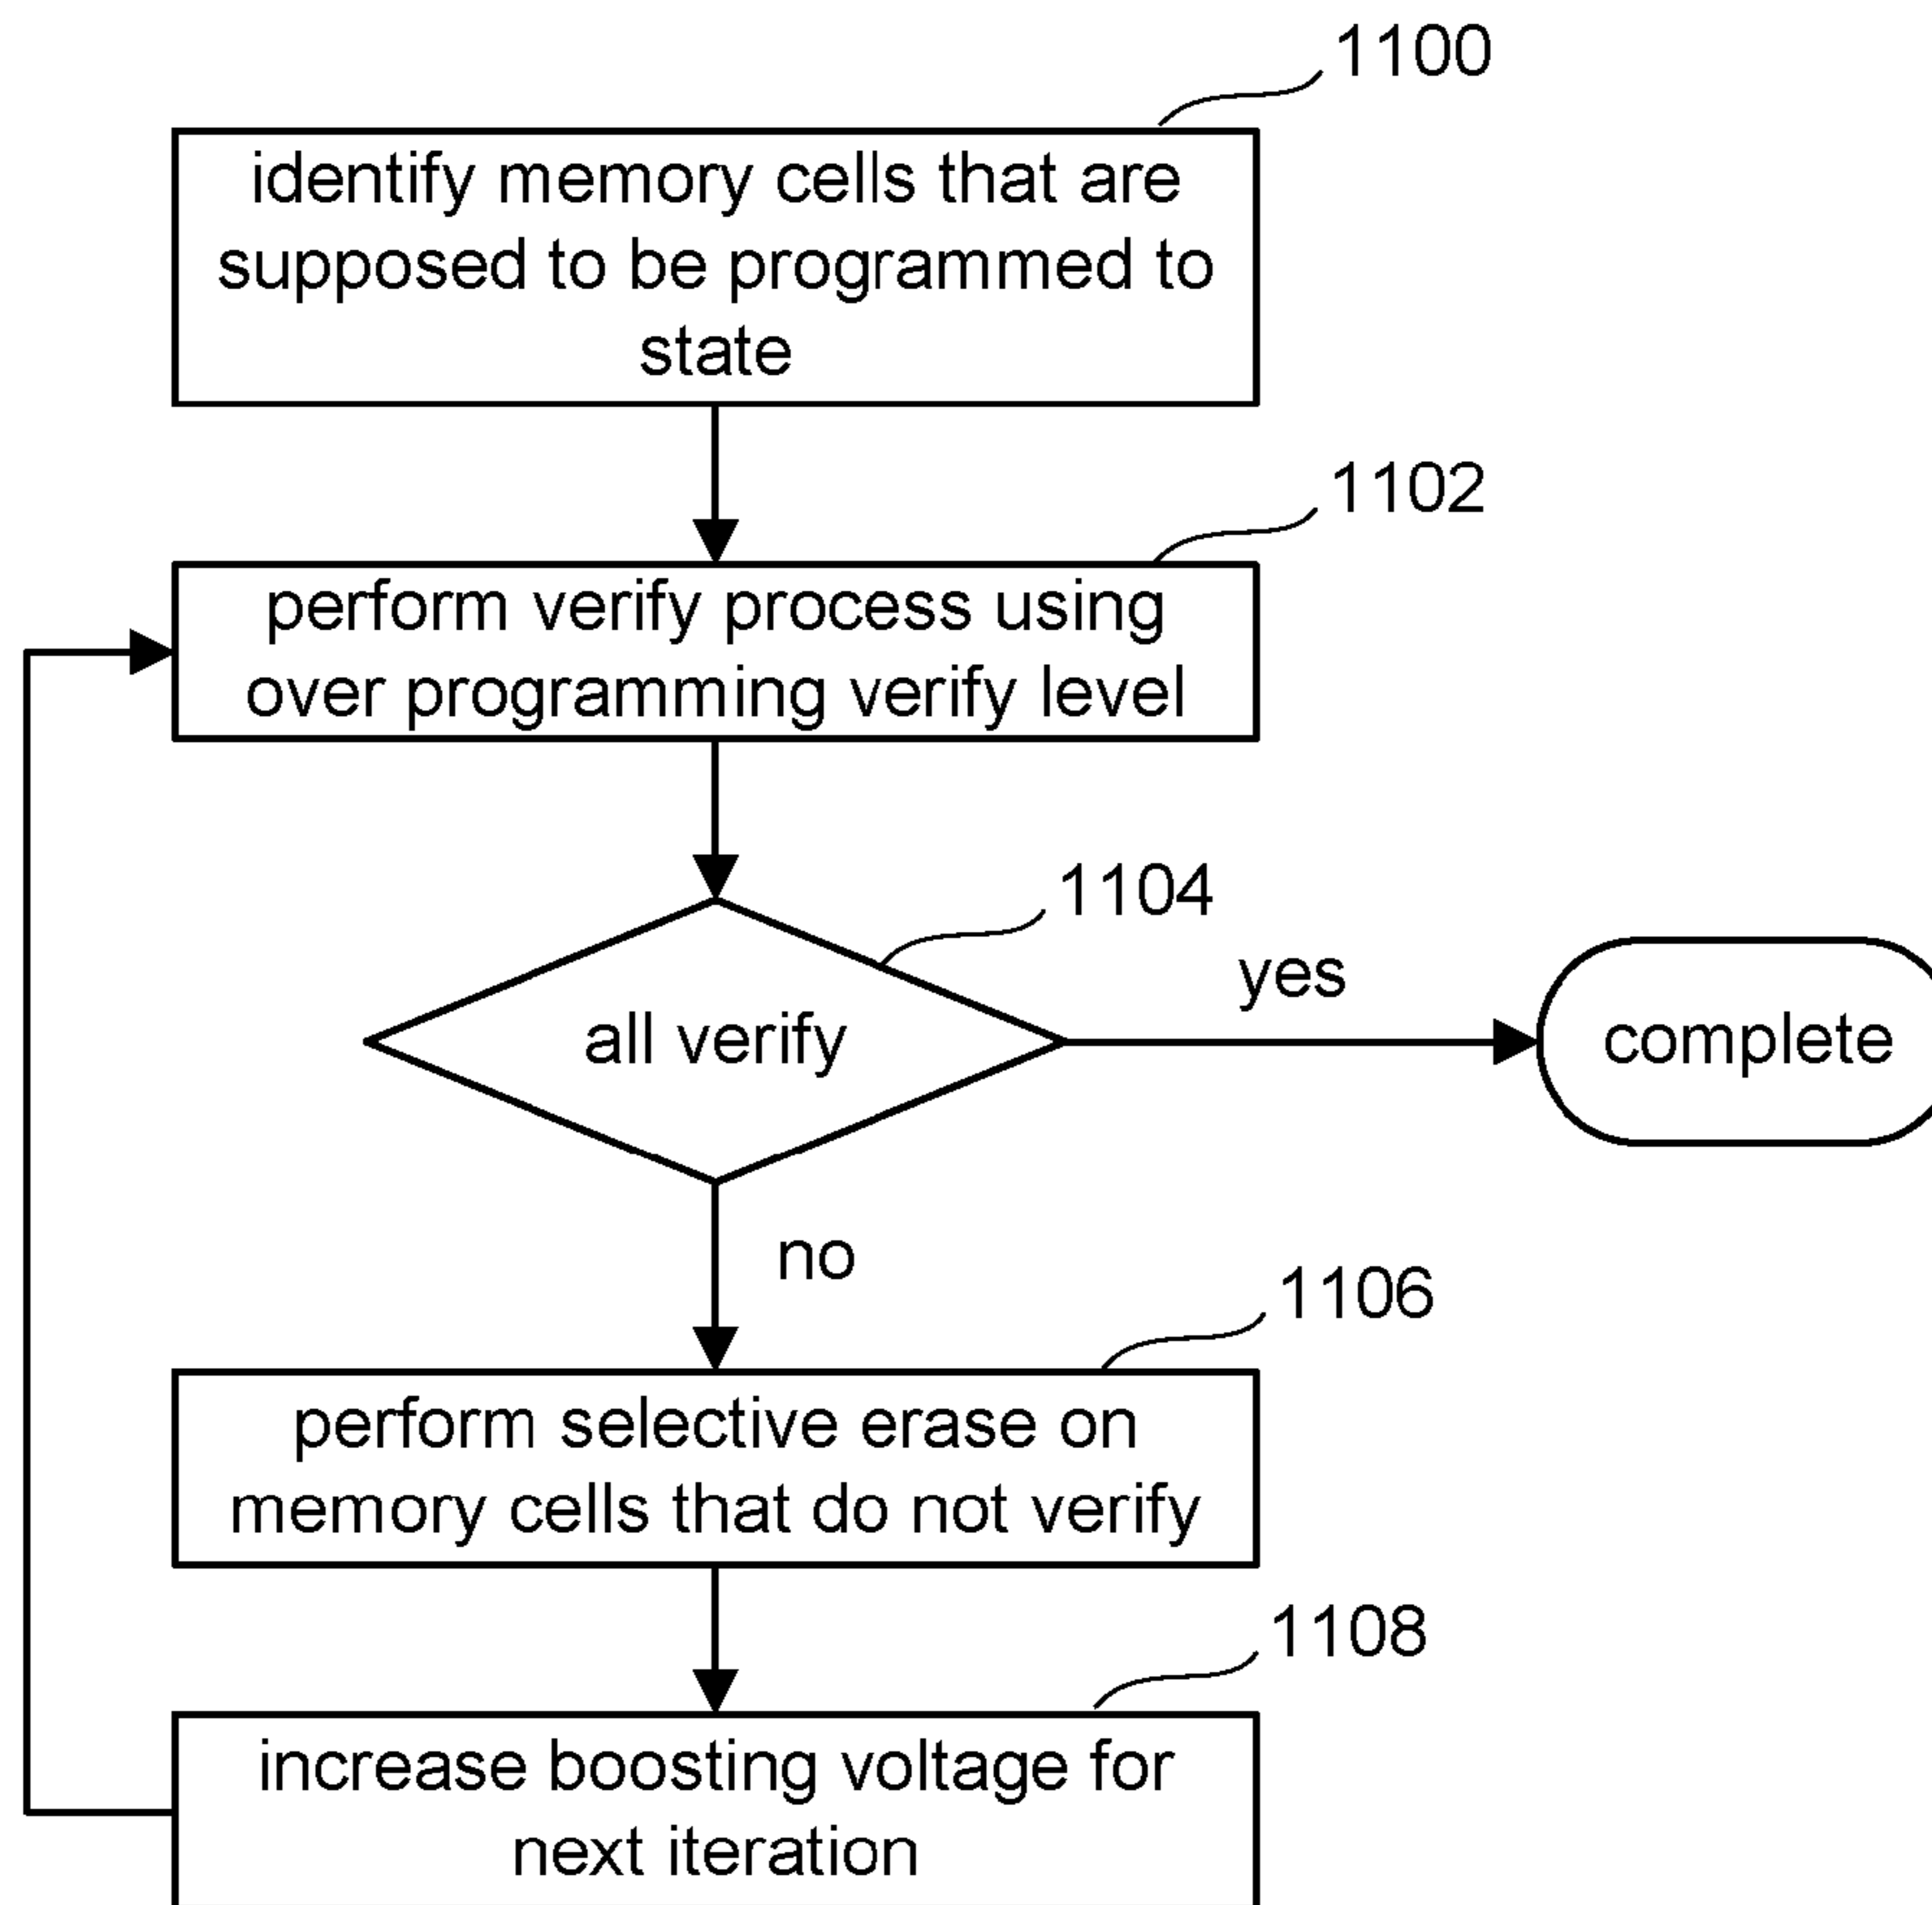 1100
identify memory cells that are
supposed to be programmed to
state
1102
perform verify process using
over programming verify level
1104
all verify
yes
complete
no
1106
perform selective erase on
memory cells that do not verify
1108
increase boosting voltage for
next iteration